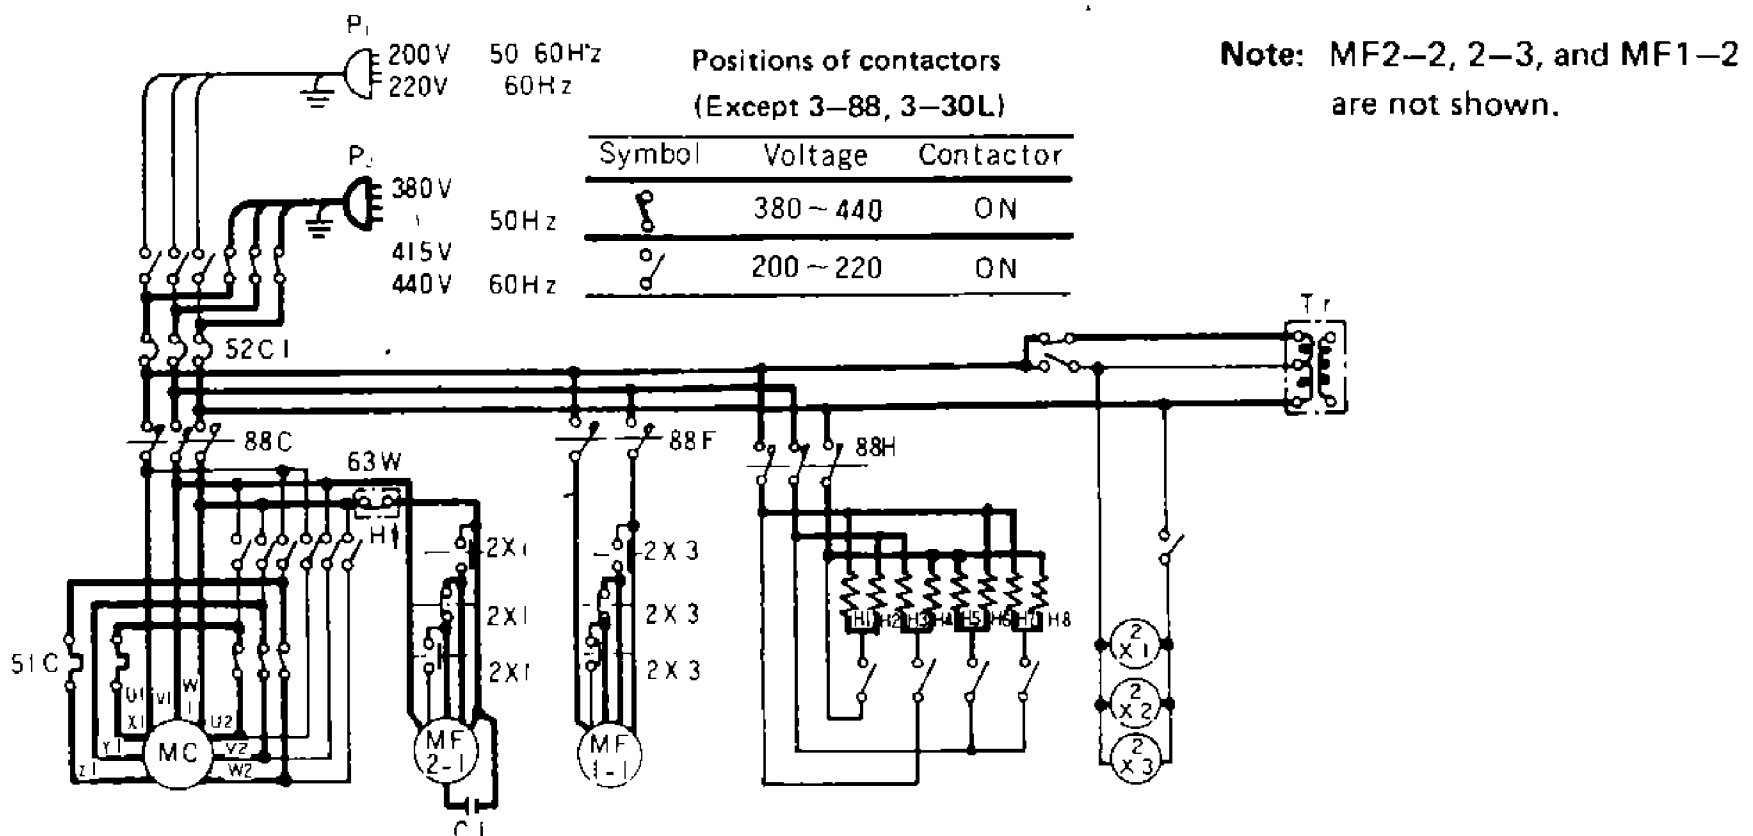 P1
200V 50 60Hz
220V 60Hz
Positions of contactors
(Except 3–88, 3–30L)
Symbol Voltage Contactor
380 ~ 440 ON
200 ~ 220 ON
Note: MF2–2, 2–3, and MF1–2
are not shown.
P2
380V
50Hz
415V
440V 60Hz
Tr
52C1
88C
88F
88H
63W
H
2X1
2X1
2X1
2X3
2X3
2X3
51C
U1
V1
W1
X1
Y1
Z1
U2
V2
W2
MC
MF
2-1
MF
1-1
C1
H1 H2 H3 H4 H5 H6 H7 H8
2
X1
2
X2
2
X3